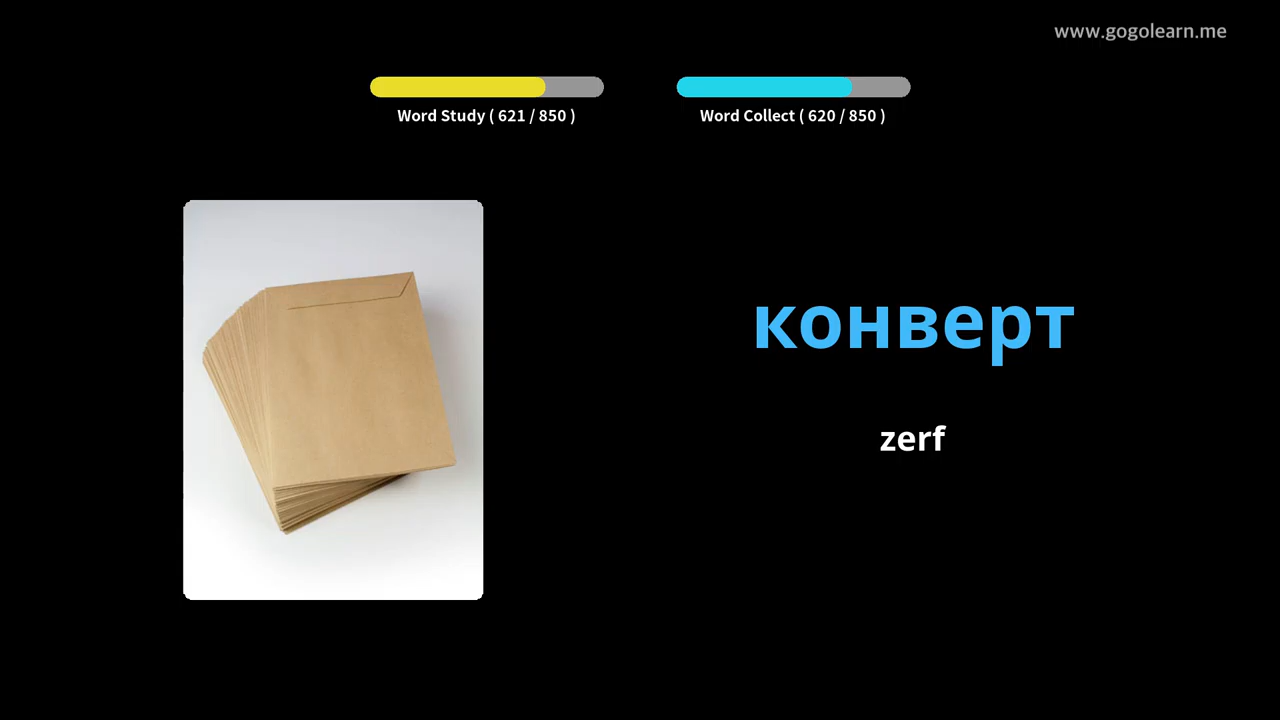 www.gogolearn.me
Word Study ( 621 / 850 )
Word Collect ( 620 / 850 )
конверт
zerf